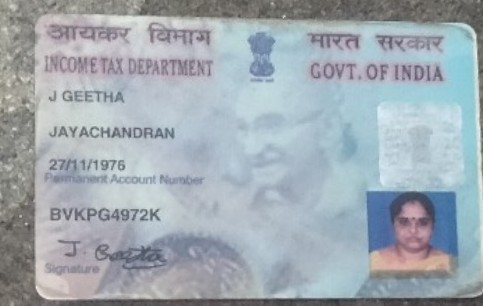 आयकर विभाग
INCOME TAX DEPARTMENT
भारत सरकार
GOVT. OF INDIA
J GEETHA
JAYACHANDRAN
27/11/1976
Permanent Account Number
BVKPG4972K
J. Geetha
Signature